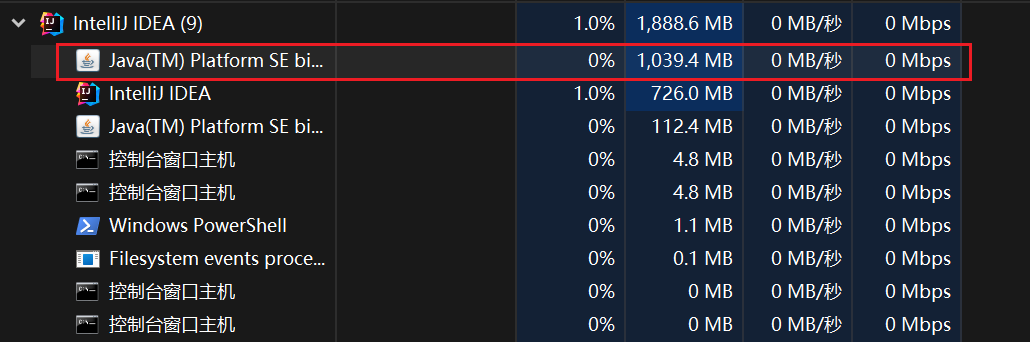 IntelliJ IDEA (9) 1.0% 1,888.6 MB 0 MB/秒 0 Mbps
Java(TM) Platform SE bi... 0% 1,039.4 MB 0 MB/秒 0 Mbps
IntelliJ IDEA 1.0% 726.0 MB 0 MB/秒 0 Mbps
Java(TM) Platform SE bi... 0% 112.4 MB 0 MB/秒 0 Mbps
控制台窗口主机 0% 4.8 MB 0 MB/秒 0 Mbps
控制台窗口主机 0% 4.8 MB 0 MB/秒 0 Mbps
Windows PowerShell 0% 1.1 MB 0 MB/秒 0 Mbps
Filesystem events proce... 0% 0.1 MB 0 MB/秒 0 Mbps
控制台窗口主机 0% 0 MB 0 MB/秒 0 Mbps
控制台窗口主机 0% 0 MB 0 MB/秒 0 Mbps